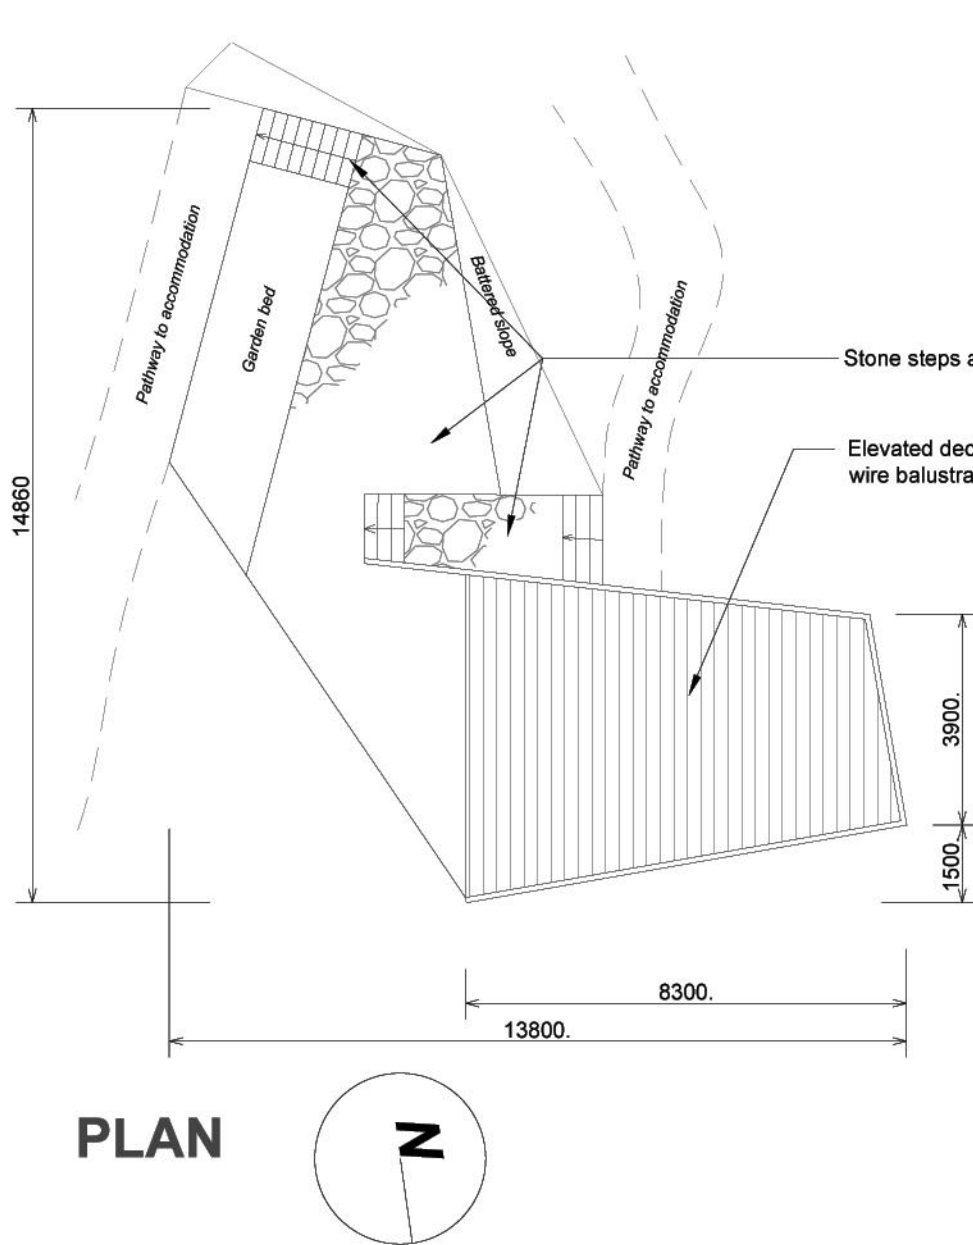 Pathway to accommodation
Garden bed
Battered slope
Pathway to accommodation
Stone steps a
Elevated dec
wire balustra
14860
3900.
1500.
8300.
13800.
PLAN
N